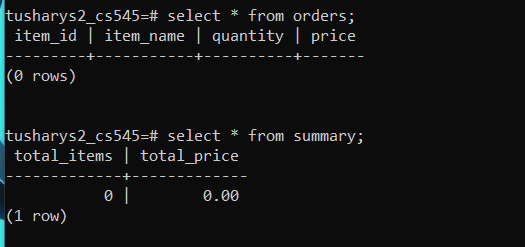 tusharys2_cs545=# select * from orders;
 item_id | item_name | quantity | price
---------+-----------+----------+-------
(0 rows)
tusharys2_cs545=# select * from summary;
 total_items | total_price
-------------+-------------
           0 |        0.00
(1 row)